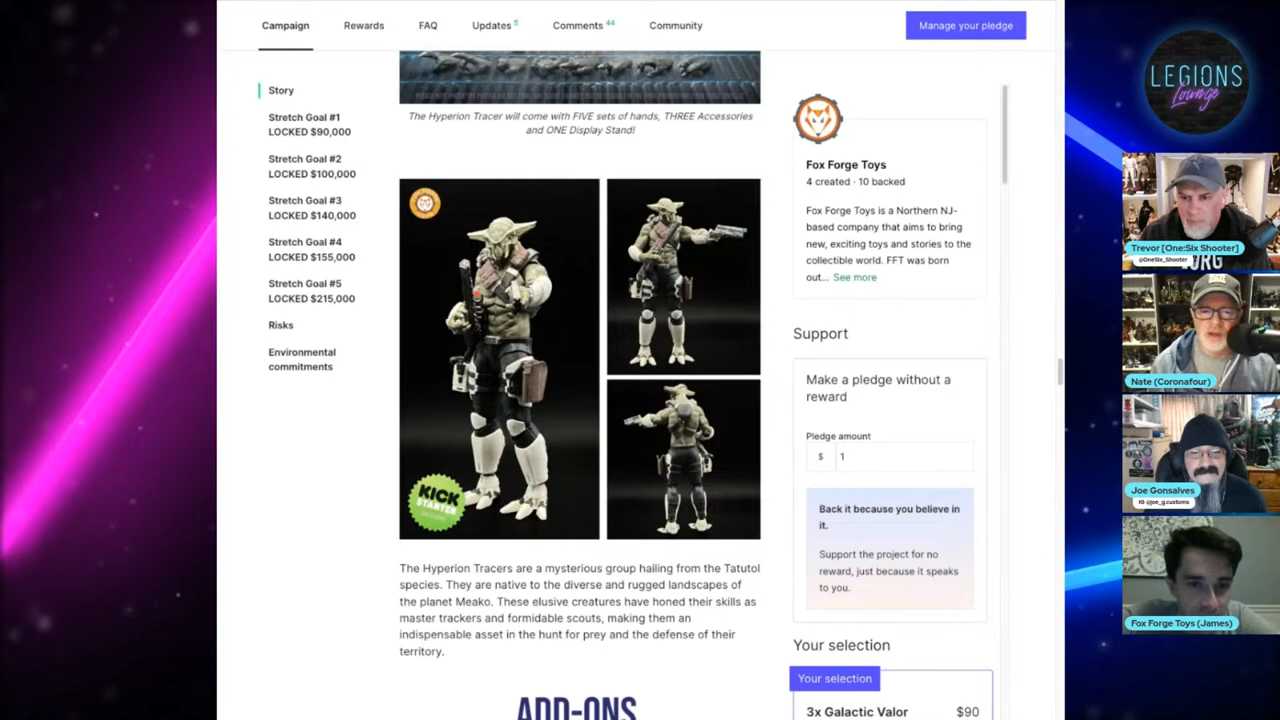 Campaign
Rewards
FAQ
Updates 5
Comments 44
Community
Manage your pledge
Story
Stretch Goal #1
LOCKED $90,000
Stretch Goal #2
LOCKED $100,000
Stretch Goal #3
LOCKED $140,000
Stretch Goal #4
LOCKED $155,000
Stretch Goal #5
LOCKED $215,000
Risks
Environmental
commitments
The Hyperion Tracer will come with FIVE sets of hands, THREE Accessories
and ONE Display Stand!
KICK
STARTER
The Hyperion Tracers are a mysterious group hailing from the Tatutol
species. They are native to the diverse and rugged landscapes of
the planet Meako. These elusive creatures have honed their skills as
master trackers and formidable scouts, making them an
indispensable asset in the hunt for prey and the defense of their
territory.
ADD-ONS
Fox Forge Toys
4 created · 10 backed
Fox Forge Toys is a Northern NJ-
based company that aims to bring
new, exciting toys and stories to the
collectible world. FFT was born
out... See more
Support
Make a pledge without a
reward
Pledge amount
$ 1
Back it because you believe in
it.
Support the project for no
reward, just because it speaks
to you.
Your selection
Your selection
3x Galactic Valor $90
LEGIONS
Lounge
Trevor [One:Six Shooter]
@OneSix_Shooter
Nate (Coronafour)
Joe Gonsalves
IG @joe_g.customs
Fox Forge Toys (James)